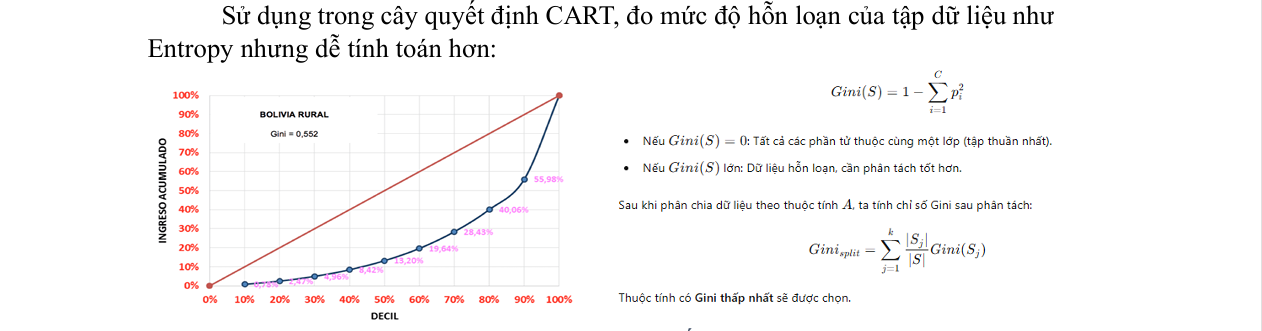 Sử dụng trong cây quyết định CART, đo mức độ hỗn loạn của tập dữ liệu như
Entropy nhưng dễ tính toán hơn:
BOLIVIA RURAL
Gini = 0,552
INGRESO ACUMULADO
100%
90%
80%
70%
60%
50%
40%
30%
20%
10%
0%
55,98%
40,06%
28,43%
19,64%
13,20%
8,42%
4,96%
2,47%
0,78%
0% 10% 20% 30% 40% 50% 60% 70% 80% 90% 100%
DECIL
Gini(S) = 1 − ∑_{i=1}^{C} p_i^2
• Nếu Gini(S) = 0: Tất cả các phần tử thuộc cùng một lớp (tập thuần nhất).
• Nếu Gini(S) lớn: Dữ liệu hỗn loạn, cần phân tách tốt hơn.
Sau khi phân chia dữ liệu theo thuộc tính A, ta tính chỉ số Gini sau phân tách:
Gini_{split} = ∑_{j=1}^{k} |S_j|/|S| Gini(S_j)
Thuộc tính có Gini thấp nhất sẽ được chọn.